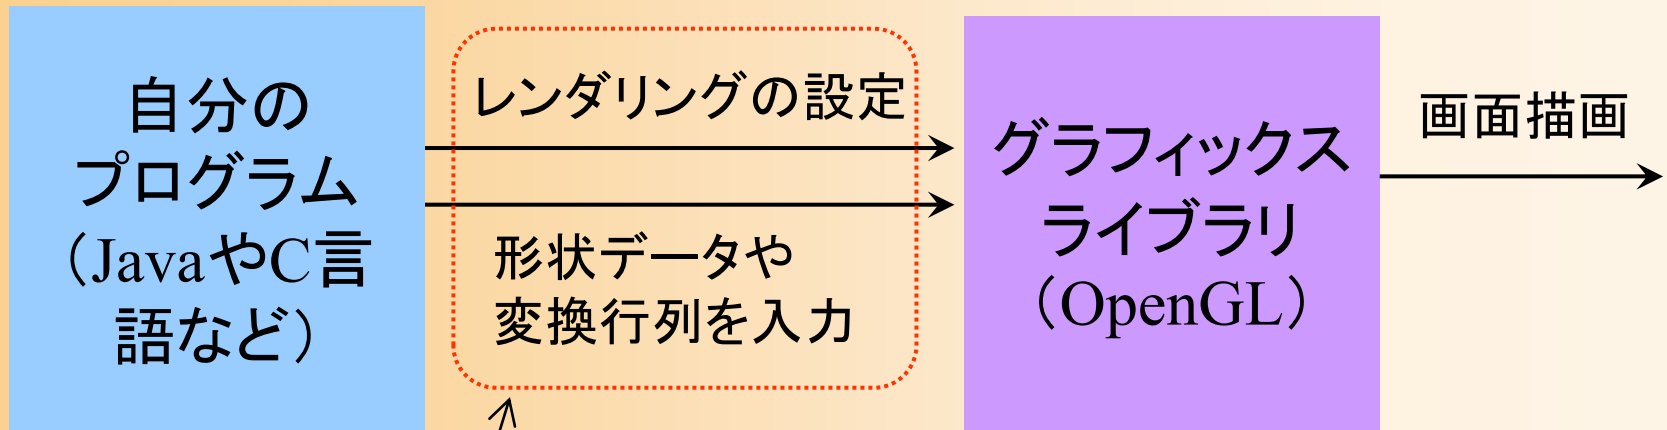 自分の
プログラム
（JavaやC言
語など）
レンダリングの設定
形状データや
変換行列を入力
グラフィックス
ライブラリ
（OpenGL）
画面描画